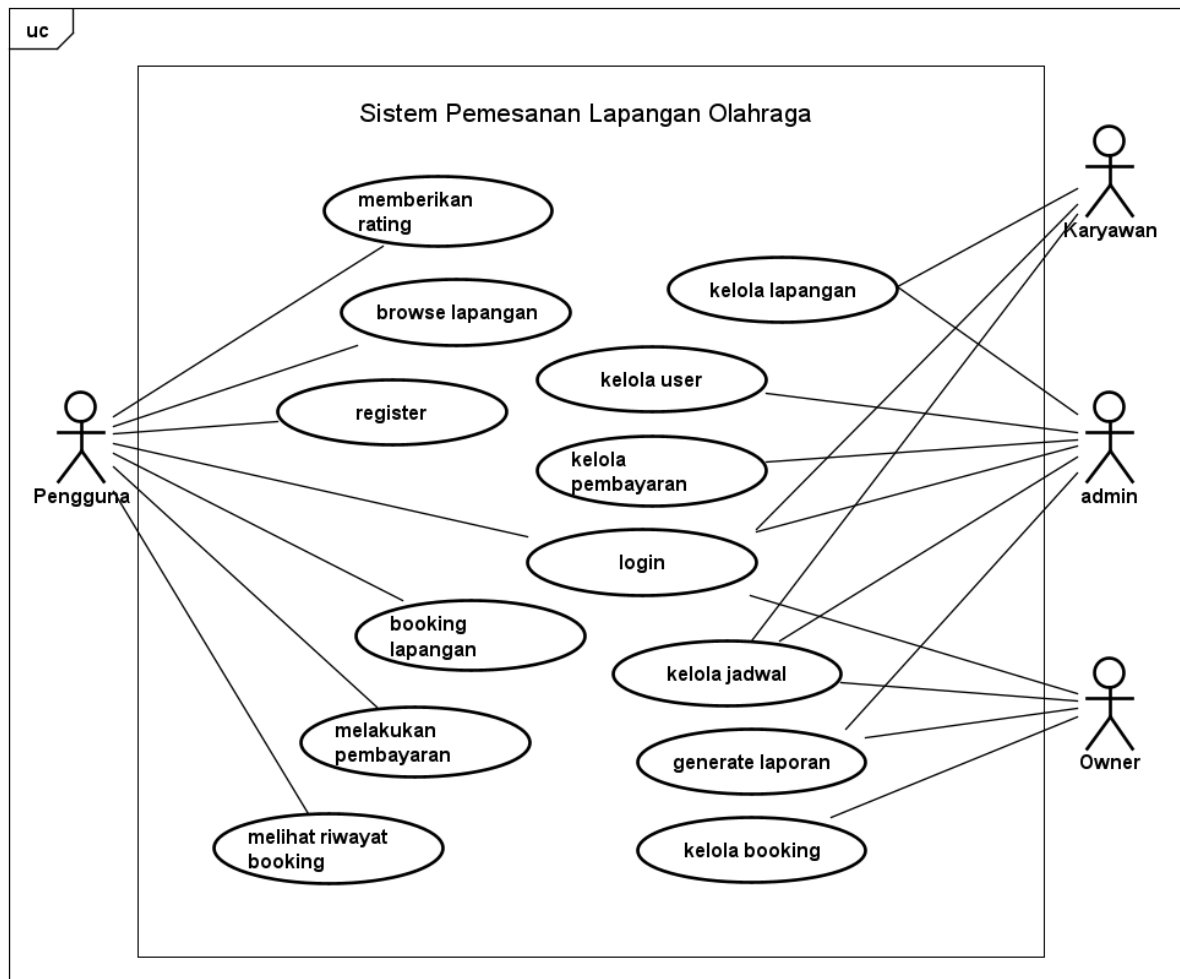 uc
Sistem Pemesanan Lapangan Olahraga
memberikan
rating
browse lapangan
register
Pengguna
booking
lapangan
melakukan
pembayaran
melihat riwayat
booking
kelola lapangan
kelola user
kelola
pembayaran
login
kelola jadwal
generate laporan
kelola booking
Karyawan
admin
Owner